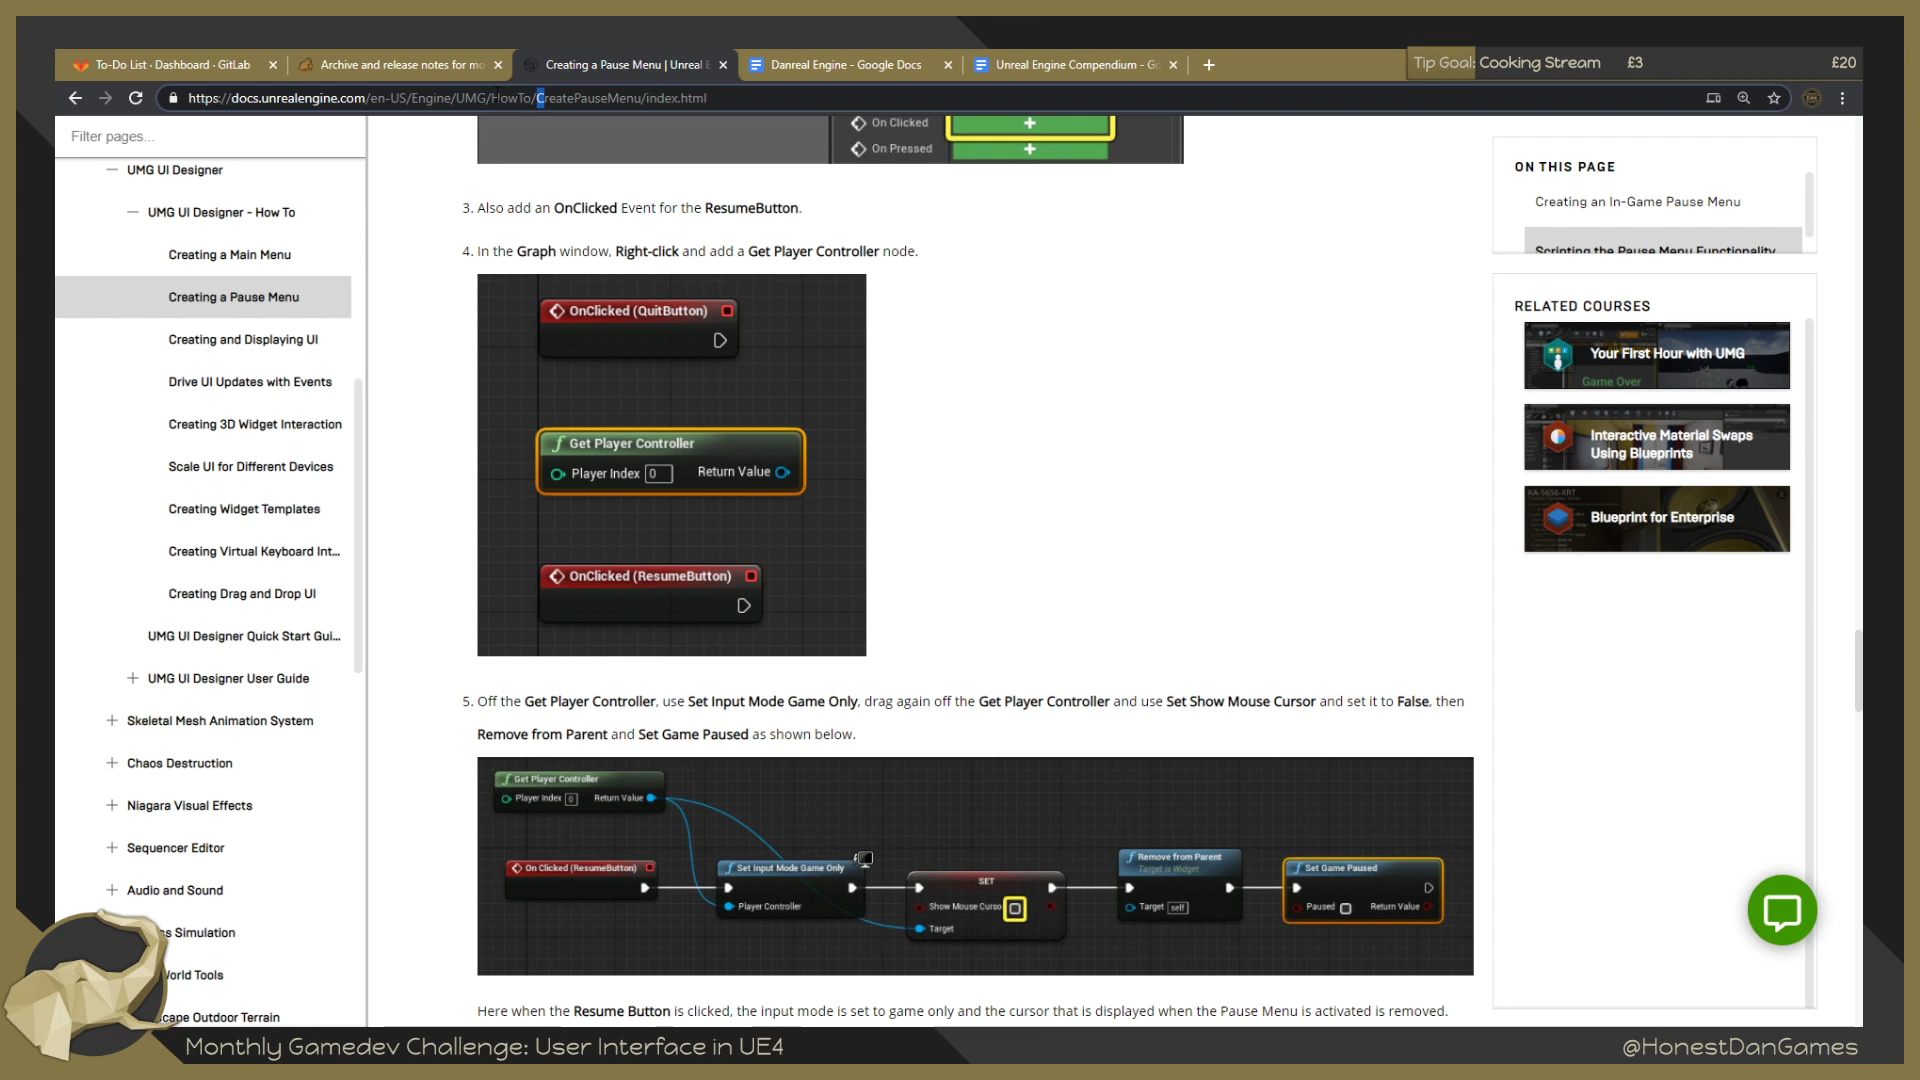 To-Do List · Dashboard · GitLab
Archive and release notes for mo
Creating a Pause Menu | Unreal E
Danreal Engine - Google Docs
Unreal Engine Compendium - Go
Tip Goal: Cooking Stream £3 £20
https://docs.unrealengine.com/en-US/Engine/UMG/HowTo/CreatePauseMenu/index.html
Filter pages...
UMG UI Designer
UMG UI Designer - How To
Creating a Main Menu
Creating a Pause Menu
Creating and Displaying UI
Drive UI Updates with Events
Creating 3D Widget Interaction
Scale UI for Different Devices
Creating Widget Templates
Creating Virtual Keyboard Int...
Creating Drag and Drop UI
UMG UI Designer Quick Start Gui...
UMG UI Designer User Guide
Skeletal Mesh Animation System
Chaos Destruction
Niagara Visual Effects
Sequencer Editor
Audio and Sound
s Simulation
orld Tools
scape Outdoor Terrain
On Clicked
On Pressed
3. Also add an OnClicked Event for the ResumeButton.
4. In the Graph window, Right-click and add a Get Player Controller node.
OnClicked (QuitButton)
Get Player Controller
Player Index 0 Return Value
OnClicked (ResumeButton)
5. Off the Get Player Controller, use Set Input Mode Game Only, drag again off the Get Player Controller and use Set Show Mouse Cursor and set it to False, then
Remove from Parent and Set Game Paused as shown below.
Get Player Controller
Player Index 0 Return Value
On Clicked (ResumeButton)
Set Input Mode Game Only
Player Controller
SET
Show Mouse Curso
Target
Remove from Parent
Target is Widget
Target self
Set Game Paused
Paused Return Value
Here when the Resume Button is clicked, the input mode is set to game only and the cursor that is displayed when the Pause Menu is activated is removed.
ON THIS PAGE
Creating an In-Game Pause Menu
Scripting the Pause Menu Functionality
RELATED COURSES
Your First Hour with UMG
Game Over
Interactive Material Swaps
Using Blueprints
KA-S656-XRT
Blueprint for Enterprise
Monthly Gamedev Challenge: User Interface in UE4
@HonestDanGames